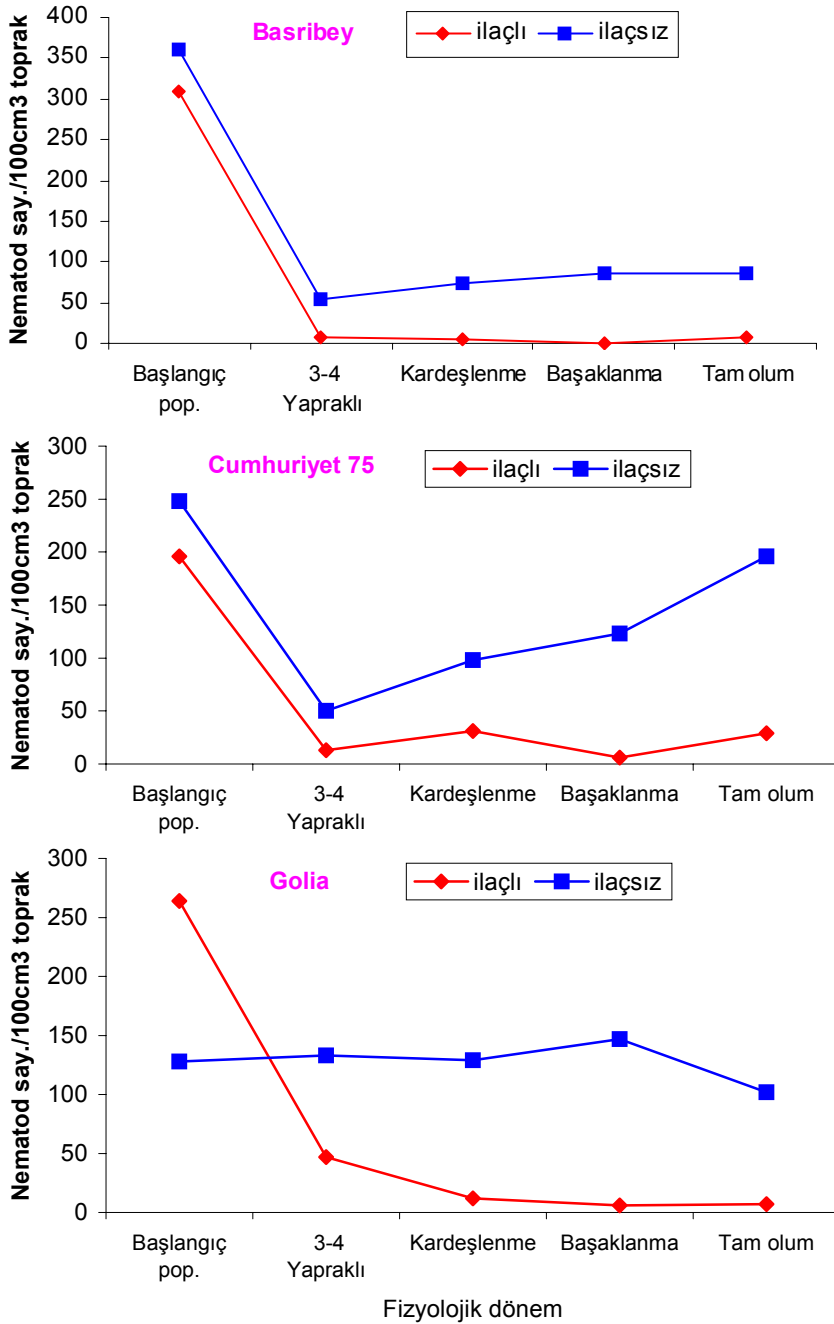 Basribey
ilaçlı ilaçsız
Nematod say./100cm3 toprak
400
350
300
250
200
150
100
50
0
Başlangıç pop.
3-4 Yapraklı
Kardeşlenme
Başaklanma
Tam olum
Cumhuriyet 75
ilaçlı ilaçsız
Nematod say./100cm3 toprak
300
250
200
150
100
50
0
Başlangıç pop.
3-4 Yapraklı
Kardeşlenme
Başaklanma
Tam olum
Golia
ilaçlı ilaçsız
Nematod say./100cm3 toprak
300
250
200
150
100
50
0
Başlangıç pop.
3-4 Yapraklı
Kardeşlenme
Başaklanma
Tam olum
Fizyolojik dönem